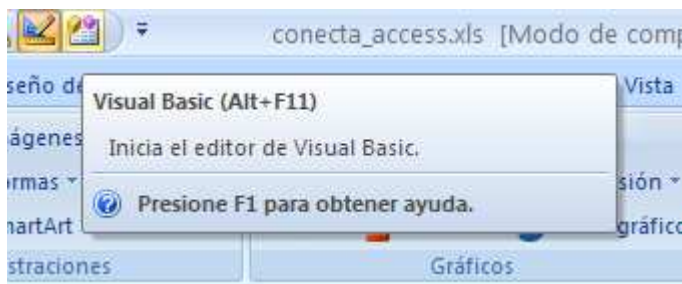 conecta_access.xls [Modo de comp
seño de
Vista
Visual Basic (Alt+F11)
ágenes
Inicia el editor de Visual Basic.
ormas
sión
Presione F1 para obtener ayuda.
martArt
gráfico
straciones
Gráficos